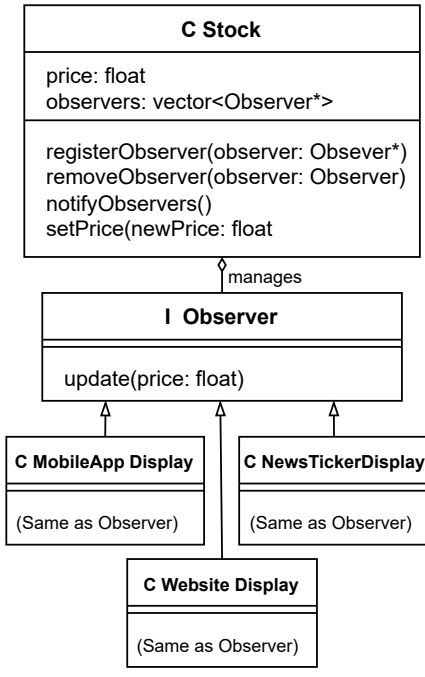 C Stock
price: float
observers: vector<Observer*>
registerObserver(observer: Obsever*)
removeObserver(observer: Observer)
notifyObservers()
setPrice(newPrice: float
manages
I Observer
update(price: float)
C MobileApp Display
(Same as Observer)
C NewsTickerDisplay
(Same as Observer)
C Website Display
(Same as Observer)